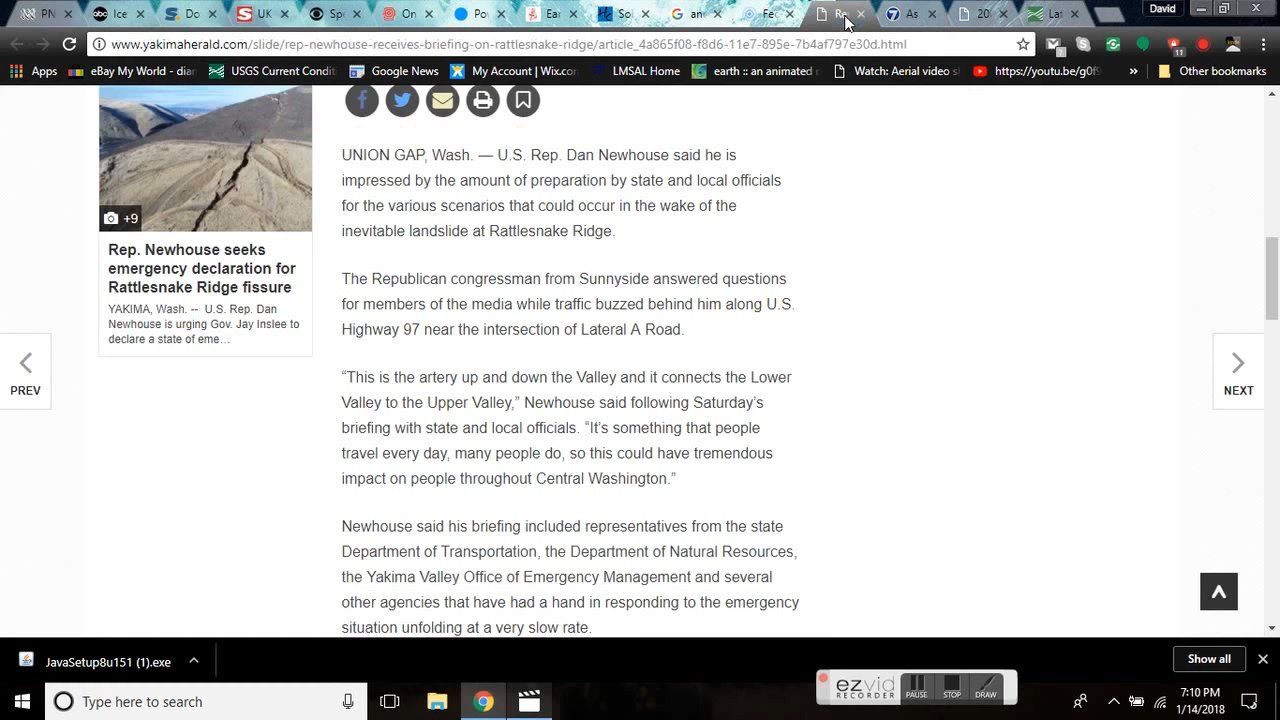 PN
abc Ice
Do
UK
Spe
On
Pov
Ear
Sol
G an
Fec
Re
As
20
Lat
David
www.yakimaherald.com/slide/rep-newhouse-receives-briefing-on-rattlesnake-ridge/article_4a865f08-f8d6-11e7-895e-7b4af797e30d.html
Apps
eBay My World - dian
USGS Current Condit
Google News
My Account | Wix.co
LMSAL Home
earth :: an animated
Watch: Aerial video s
https://youtu.be/g0f9
»
Other bookmarks
+9
Rep. Newhouse seeks
emergency declaration for
Rattlesnake Ridge fissure
YAKIMA, Wash. -- U.S. Rep. Dan
Newhouse is urging Gov. Jay Inslee to
declare a state of eme…
UNION GAP, Wash. — U.S. Rep. Dan Newhouse said he is
impressed by the amount of preparation by state and local officials
for the various scenarios that could occur in the wake of the
inevitable landslide at Rattlesnake Ridge.
The Republican congressman from Sunnyside answered questions
for members of the media while traffic buzzed behind him along U.S.
Highway 97 near the intersection of Lateral A Road.
“This is the artery up and down the Valley and it connects the Lower
Valley to the Upper Valley,” Newhouse said following Saturday’s
briefing with state and local officials. “It’s something that people
travel every day, many people do, so this could have tremendous
impact on people throughout Central Washington.”
Newhouse said his briefing included representatives from the state
Department of Transportation, the Department of Natural Resources,
the Yakima Valley Office of Emergency Management and several
other agencies that have had a hand in responding to the emergency
situation unfolding at a very slow rate.
PREV
NEXT
JavaSetup8u151 (1).exe
Show all
ezvid
RECORDER
PAUSE
STOP
DRAW
Type here to search
7:10 PM
1/14/2018